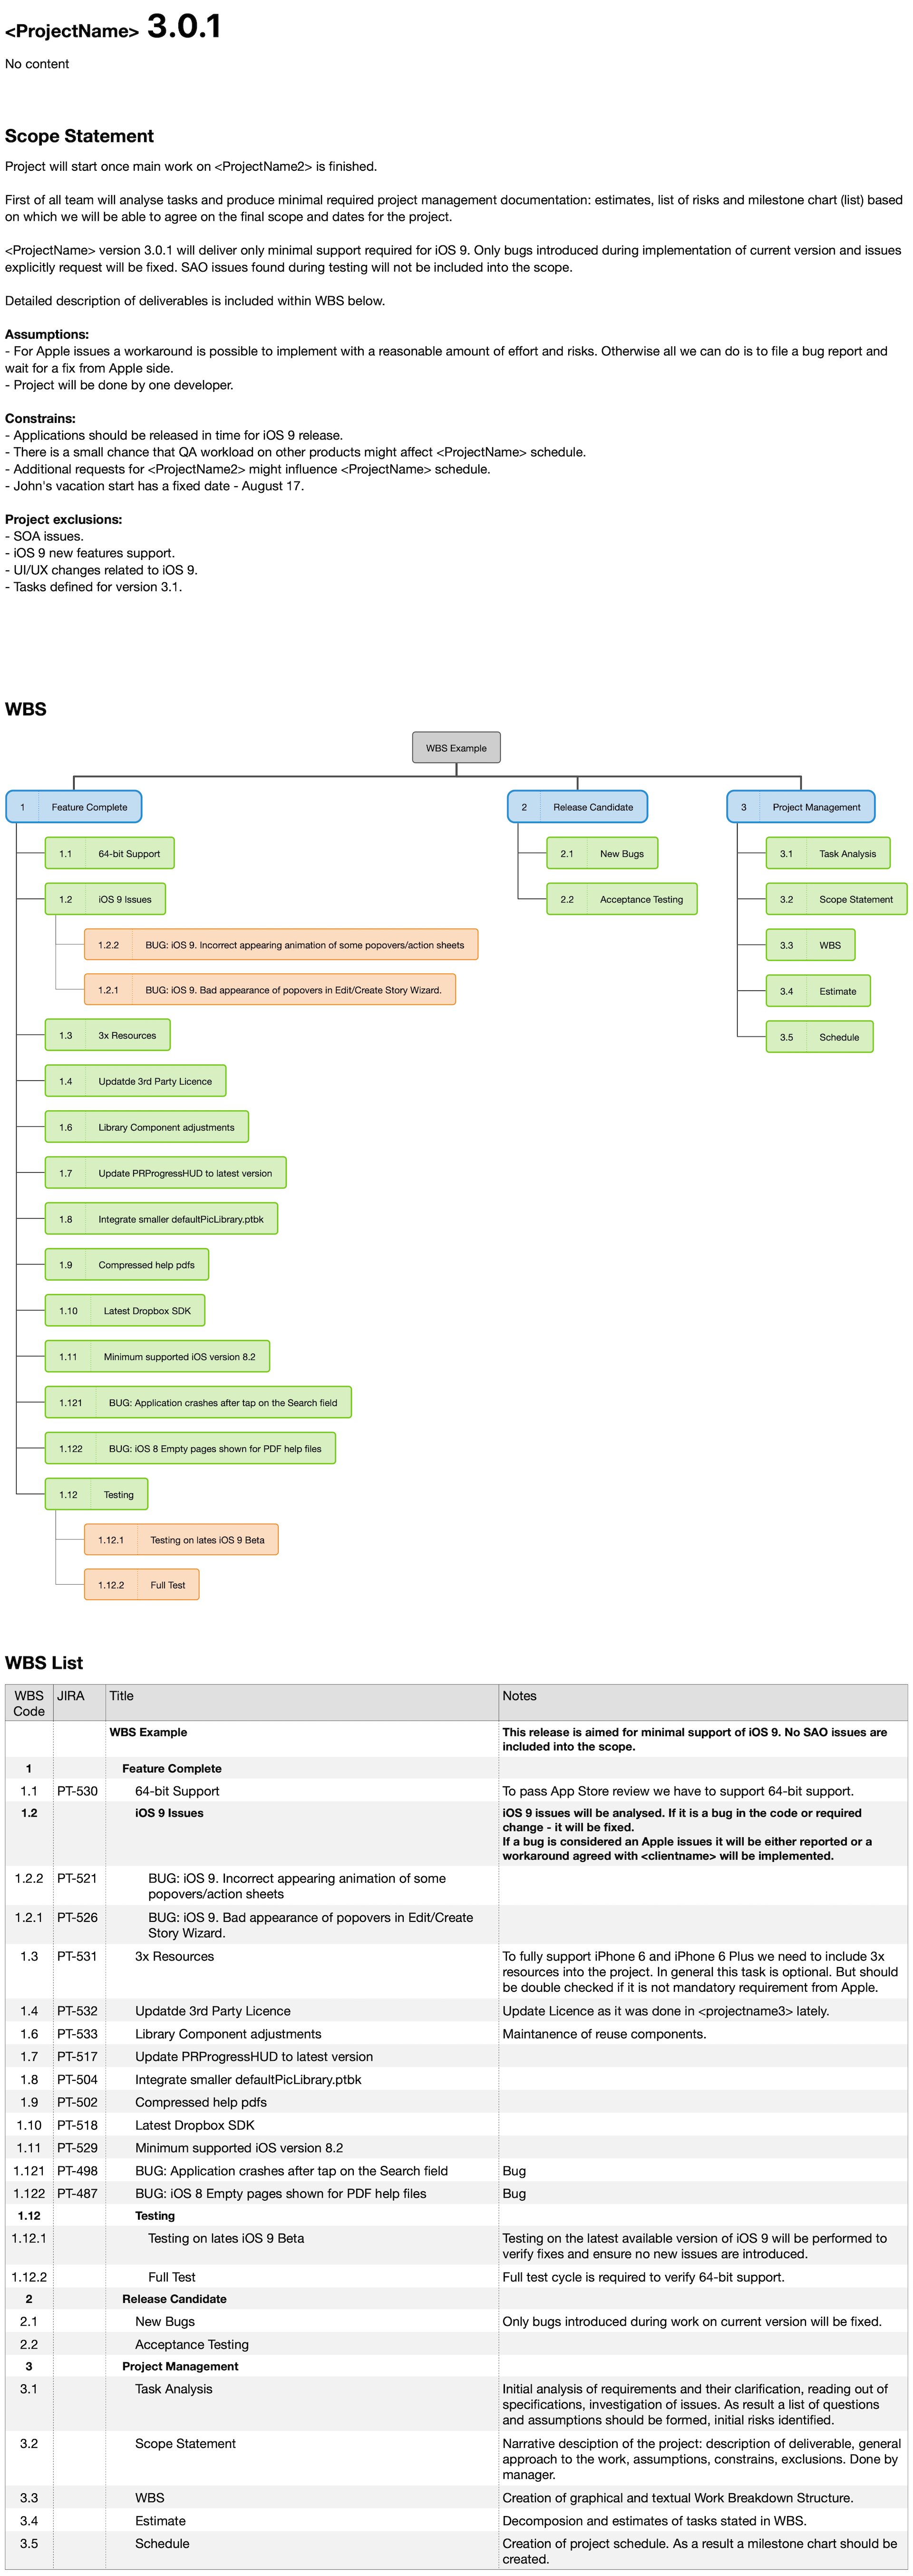 <ProjectName> 3.0.1
No content
Scope Statement
Project will start once main work on <ProjectName2> is finished.
First of all team will analyse tasks and produce minimal required project management documentation: estimates, list of risks and milestone chart (list) based
on which we will be able to agree on the final scope and dates for the project.
<ProjectName> version 3.0.1 will deliver only minimal support required for iOS 9. Only bugs introduced during implementation of current version and issues
explicitly request will be fixed. SAO issues found during testing will not be included into the scope.
Detailed description of deliverables is included within WBS below.
Assumptions:
- For Apple issues a workaround is possible to implement with a reasonable amount of effort and risks. Otherwise all we can do is to file a bug report and
wait for a fix from Apple side.
- Project will be done by one developer.
Constrains:
- Applications should be released in time for iOS 9 release.
- There is a small chance that QA workload on other products might affect <ProjectName> schedule.
- Additional requests for <ProjectName2> might influence <ProjectName> schedule.
- John's vacation start has a fixed date - August 17.
Project exclusions:
- SOA issues.
- iOS 9 new features support.
- UI/UX changes related to iOS 9.
- Tasks defined for version 3.1.
WBS
WBS Example
1 Feature Complete
1.1 64-bit Support
1.2 iOS 9 Issues
1.2.2 BUG: iOS 9. Incorrect appearing animation of some popovers/action sheets
1.2.1 BUG: iOS 9. Bad appearance of popovers in Edit/Create Story Wizard.
1.3 3x Resources
1.4 Updatde 3rd Party Licence
1.6 Library Component adjustments
1.7 Update PRProgressHUD to latest version
1.8 Integrate smaller defaultPicLibrary.ptbk
1.9 Compressed help pdfs
1.10 Latest Dropbox SDK
1.11 Minimum supported iOS version 8.2
1.121 BUG: Application crashes after tap on the Search field
1.122 BUG: iOS 8 Empty pages shown for PDF help files
1.12 Testing
1.12.1 Testing on lates iOS 9 Beta
1.12.2 Full Test
2 Release Candidate
2.1 New Bugs
2.2 Acceptance Testing
3 Project Management
3.1 Task Analysis
3.2 Scope Statement
3.3 WBS
3.4 Estimate
3.5 Schedule
WBS List
WBS
Code
JIRA
Title
Notes
WBS Example
This release is aimed for minimal support of iOS 9. No SAO issues are
included into the scope.
1 Feature Complete
1.1 PT-530 64-bit Support To pass App Store review we have to support 64-bit support.
1.2 iOS 9 Issues
iOS 9 issues will be analysed. If it is a bug in the code or required
change - it will be fixed.
If a bug is considered an Apple issues it will be either reported or a
workaround agreed with <clientname> will be implemented.
1.2.2 PT-521 BUG: iOS 9. Incorrect appearing animation of some
popovers/action sheets
1.2.1 PT-526 BUG: iOS 9. Bad appearance of popovers in Edit/Create
Story Wizard.
1.3 PT-531 3x Resources To fully support iPhone 6 and iPhone 6 Plus we need to include 3x
resources into the project. In general this task is optional. But should
be double checked if it is not mandatory requirement from Apple.
1.4 PT-532 Updatde 3rd Party Licence Update Licence as it was done in <projectname3> lately.
1.6 PT-533 Library Component adjustments Maintanence of reuse components.
1.7 PT-517 Update PRProgressHUD to latest version
1.8 PT-504 Integrate smaller defaultPicLibrary.ptbk
1.9 PT-502 Compressed help pdfs
1.10 PT-518 Latest Dropbox SDK
1.11 PT-529 Minimum supported iOS version 8.2
1.121 PT-498 BUG: Application crashes after tap on the Search field Bug
1.122 PT-487 BUG: iOS 8 Empty pages shown for PDF help files Bug
1.12 Testing
1.12.1 Testing on lates iOS 9 Beta Testing on the latest available version of iOS 9 will be performed to
verify fixes and ensure no new issues are introduced.
1.12.2 Full Test Full test cycle is required to verify 64-bit support.
2 Release Candidate
2.1 New Bugs Only bugs introduced during work on current version will be fixed.
2.2 Acceptance Testing
3 Project Management
3.1 Task Analysis Initial analysis of requirements and their clarification, reading out of
specifications, investigation of issues. As result a list of questions
and assumptions should be formed, initial risks identified.
3.2 Scope Statement Narrative desciption of the project: description of deliverable, general
approach to the work, assumptions, constrains, exclusions. Done by
manager.
3.3 WBS Creation of graphical and textual Work Breakdown Structure.
3.4 Estimate Decomposion and estimates of tasks stated in WBS.
3.5 Schedule Creation of project schedule. As a result a milestone chart should be
created.